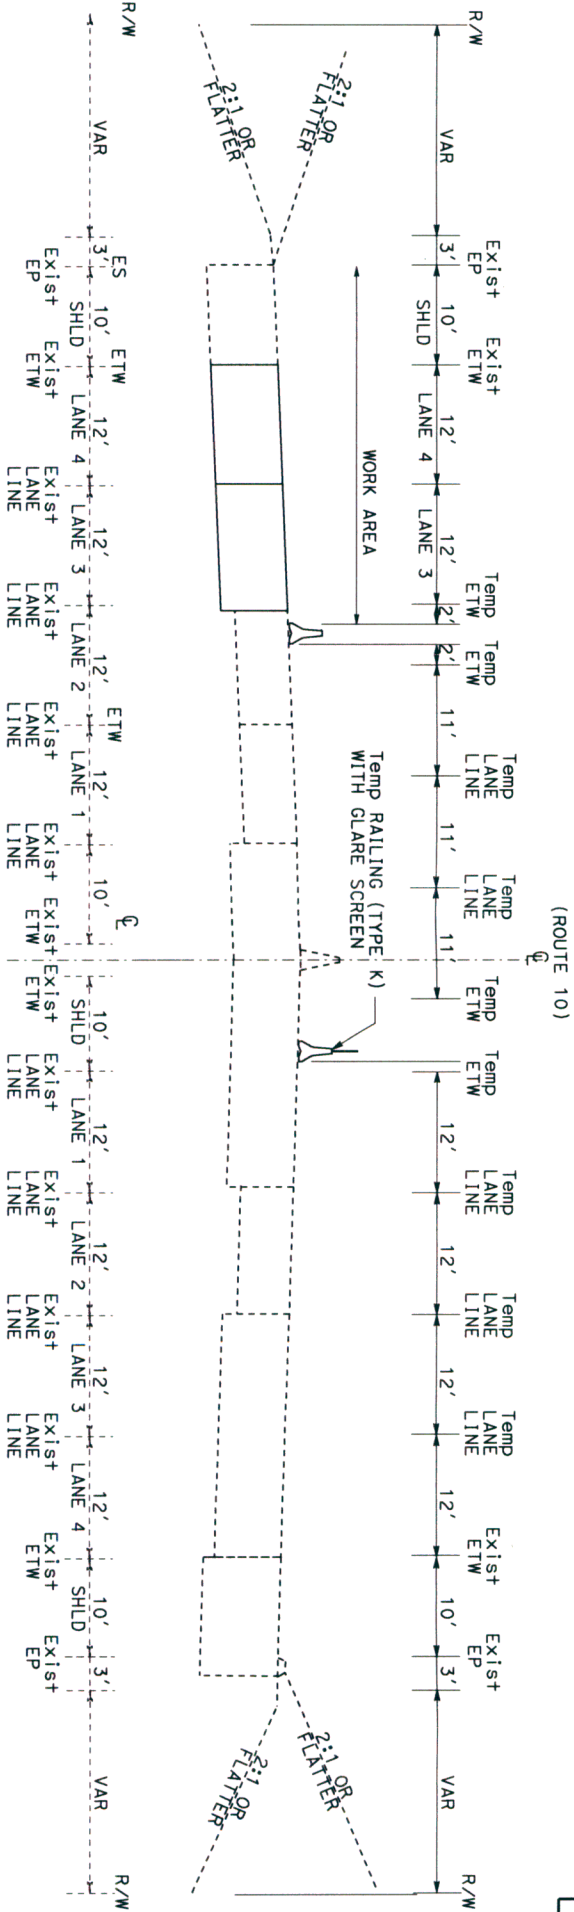 (ROUTE 10)
℄
R/W
VAR
3'
Exist
EP
10'
SHLD
Exist
ETW
12'
LANE 4
12'
LANE 3
Temp
ETW
2'
2'
Temp
ETW
11'
Temp
LANE
LINE
11'
Temp
LANE
LINE
11'
Temp
ETW
Temp
ETW
12'
Temp
LANE
LINE
12'
Temp
LANE
LINE
12'
Temp
LANE
LINE
12'
Exist
ETW
10'
Exist
EP
3'
VAR
R/W
WORK AREA
Temp RAILING (TYPE K)
WITH GLARE SCREEN
2:1 OR
FLATTER
2:1 OR
FLATTER
2:1 OR
FLATTER
2:1 OR
FLATTER
R/W
VAR
3'
ES
Exist
EP
10'
SHLD
ETW
Exist
ETW
12'
LANE 4
Exist
LANE
LINE
12'
LANE 3
Exist
LANE
LINE
12'
LANE 2
ETW
Exist
LANE
LINE
12'
LANE 1
Exist
LANE
LINE
10'
℄
Exist
ETW
Exist
ETW
10'
SHLD
Exist
LANE
LINE
12'
LANE 1
Exist
LANE
LINE
12'
LANE 2
Exist
LANE
LINE
12'
LANE 3
Exist
LANE
LINE
12'
LANE 4
Exist
ETW
10'
SHLD
Exist
EP
3'
VAR
R/W